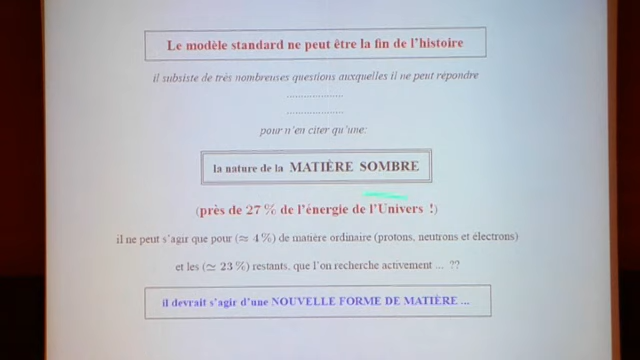 Le modèle standard ne peut être la fin de l'histoire
il subsiste de très nombreuses questions auxquelles il ne peut répondre
....................
....................
pour n'en citer qu'une:
la nature de la MATIÈRE SOMBRE
(près de 27 % de l'énergie de l'Univers !)
il ne peut s'agir que pour (≈ 4 %) de matière ordinaire (protons, neutrons et électrons)
et les (≃ 23 %) restants, que l'on recherche activement ... ??
il devrait s'agir d'une NOUVELLE FORME DE MATIÈRE ...